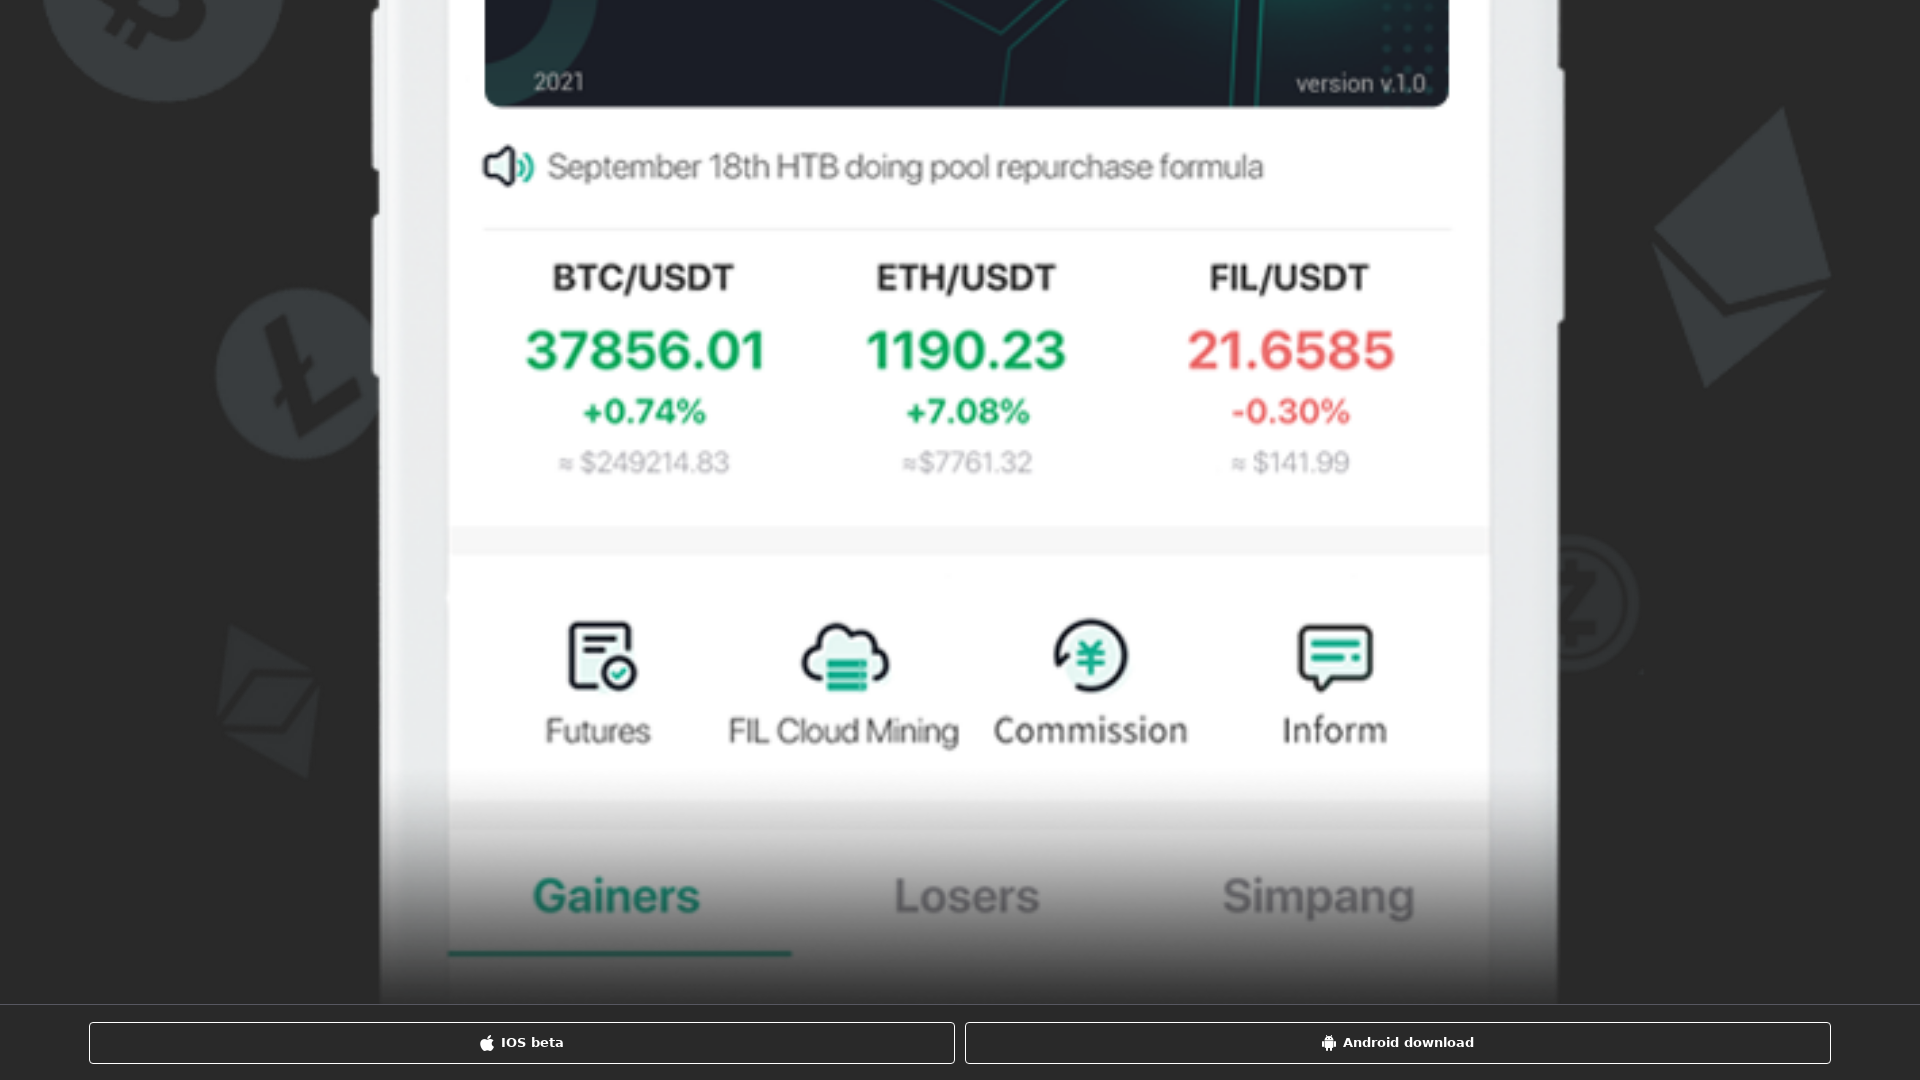 2021
version v.1.0
September 18th HTB doing pool repurchase formula
BTC/USDT ETH/USDT FIL/USDT
37856.01 1190.23 21.6585
+0.74% +7.08% -0.30%
≈ $249214.83 ≈$7761.32 ≈ $141.99
Futures FIL Cloud Mining Commission Inform
Gainers Losers Simpang
IOS beta
Android download